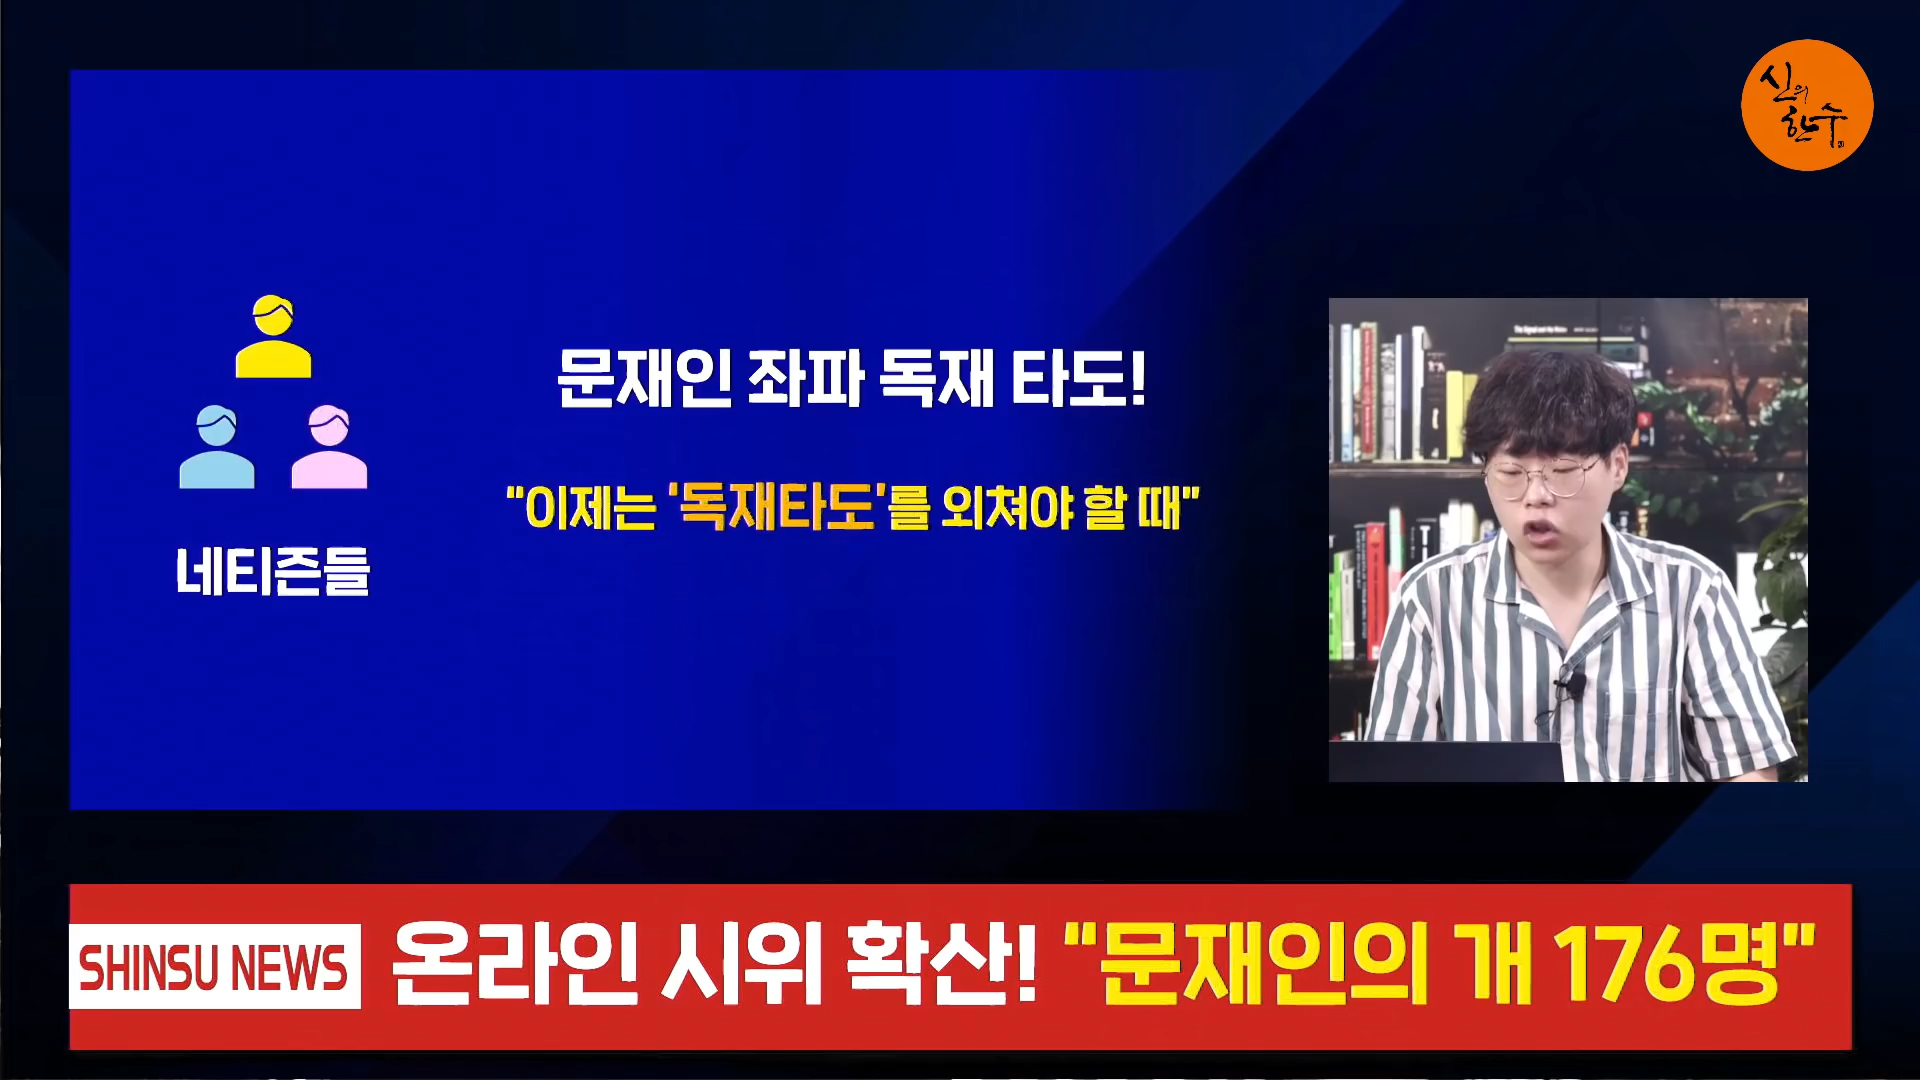 신의
한수
문재인 좌파 독재 타도!
"이제는 '독재타도'를 외쳐야 할 때"
네티즌들
SHINSU NEWS
온라인 시위 확산! "문재인의 개 176명"